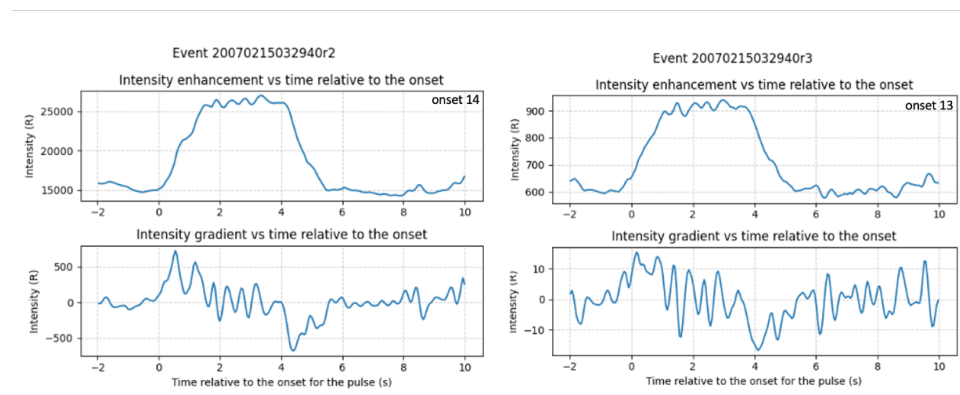 Event 20070215032940r2
Intensity enhancement vs time relative to the onset
onset 14
25000
20000
15000
Intensity (R)
−2 0 2 4 6 8 10
Intensity gradient vs time relative to the onset
500
0
−500
Intensity (R)
−2 0 2 4 6 8 10
Time relative to the onset for the pulse (s)
Event 20070215032940r3
Intensity enhancement vs time relative to the onset
onset 13
900
800
700
600
Intensity (R)
−2 0 2 4 6 8 10
Intensity gradient vs time relative to the onset
10
0
−10
Intensity (R)
−2 0 2 4 6 8 10
Time relative to the onset for the pulse (s)